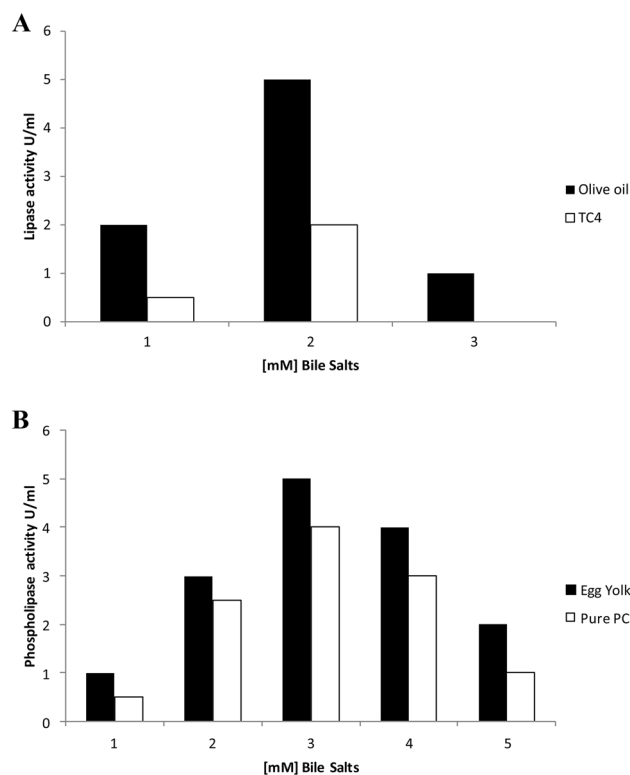 A
Lipase activity U/ml
6
5
4
3
2
1
0
1 2 3
[mM] Bile Salts
Olive oil
TC4
B
Phospholipase activity U/ml
6
5
4
3
2
1
0
1 2 3 4 5
[mM] Bile Salts
Egg Yolk
Pure PC